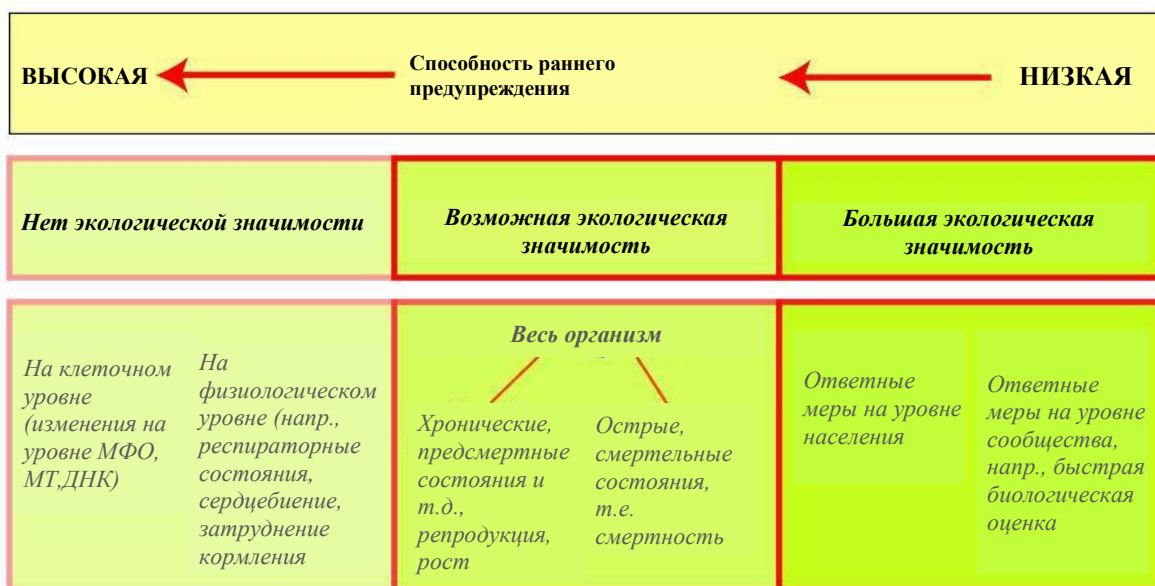 ВЫСОКАЯ
Способность раннего
предупреждения
НИЗКАЯ
Нет экологической значимости
Возможная экологическая
значимость
Большая экологическая
значимость
На клеточном
уровне
(изменения на
уровне МФО,
МТ,ДНК)
На
физиологическом
уровне (напр.,
респираторные
состояния,
сердцебиение,
затруднение
кормления
Весь организм
Хронические,
предсмертные
состояния и
т.д.,
репродукция,
рост
Острые,
смертельные
состояния,
т.е.
смертность
Ответные
меры на уровне
населения
Ответные
меры на уровне
сообщества,
напр., быстрая
биологическая
оценка